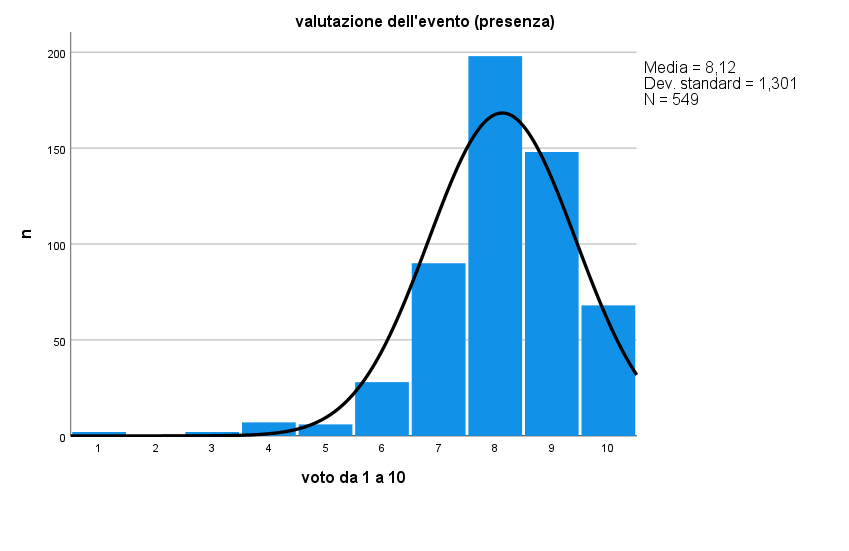 valutazione dell'evento (presenza)
Media = 8,12
Dev. standard = 1,301
N = 549
200
150
100
50
0
n
1 2 3 4 5 6 7 8 9 10
voto da 1 a 10